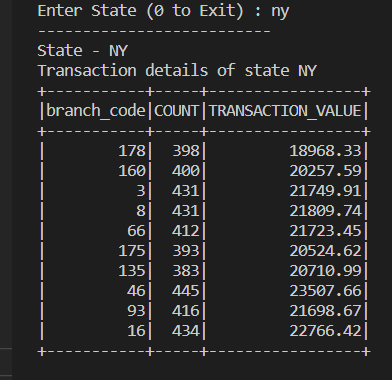 Enter State (0 to Exit) : ny
--------------------------
State - NY
Transaction details of state NY
+-----------+-----+-----------------+
|branch_code|COUNT|TRANSACTION_VALUE|
+-----------+-----+-----------------+
|        178|  398|         18968.33|
|        160|  400|         20257.59|
|          3|  431|         21749.91|
|          8|  431|         21809.74|
|         66|  412|         21723.45|
|        175|  393|         20524.62|
|        135|  383|         20710.99|
|         46|  445|         23507.66|
|         93|  416|         21698.67|
|         16|  434|         22766.42|
+-----------+-----+-----------------+